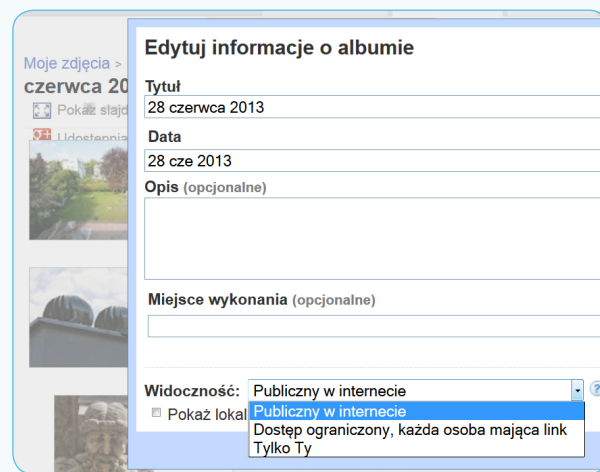 Edytuj informacje o albumie
Moje zdjęcia >
czerwca 20
Pokaż slajd
Udostępnia
Tytuł
28 czerwca 2013
Data
28 cze 2013
Opis (opcjonalne)
Miejsce wykonania (opcjonalne)
Widoczność: Publiczny w internecie
Pokaż lokal
Publiczny w internecie
Dostęp ograniczony, każda osoba mająca link
Tylko Ty